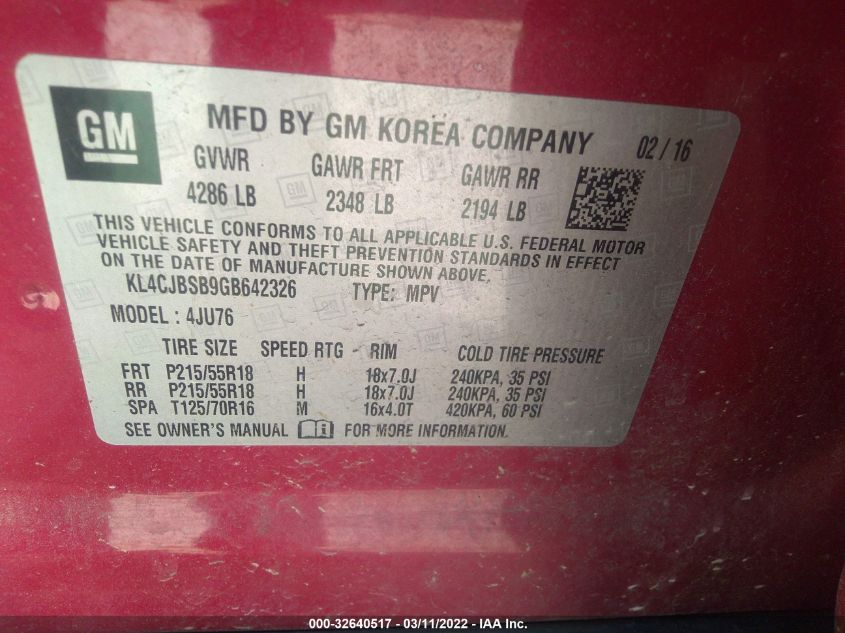 GM MFD BY GM KOREA COMPANY 02 / 16
GVWR GAWR FRT GAWR RR
4286 LB 2348 LB 2194 LB
THIS VEHICLE CONFORMS TO ALL APPLICABLE U.S. FEDERAL MOTOR
VEHICLE SAFETY AND THEFT PREVENTION STANDARDS IN EFFECT
ON THE DATE OF MANUFACTURE SHOWN ABOVE.
KL4CJBSB9GB642326 TYPE: MPV
MODEL : 4JU76
TIRE SIZE SPEED RTG RIM COLD TIRE PRESSURE
FRT P215/55R18 H 18x7.0J 240KPA, 35 PSI
RR P215/55R18 H 18x7.0J 240KPA, 35 PSI
SPA T125/70R16 M 16x4.0T 420KPA, 60 PSI
SEE OWNER'S MANUAL FOR MORE INFORMATION.
000-32640517 - 03/11/2022 - IAA Inc.